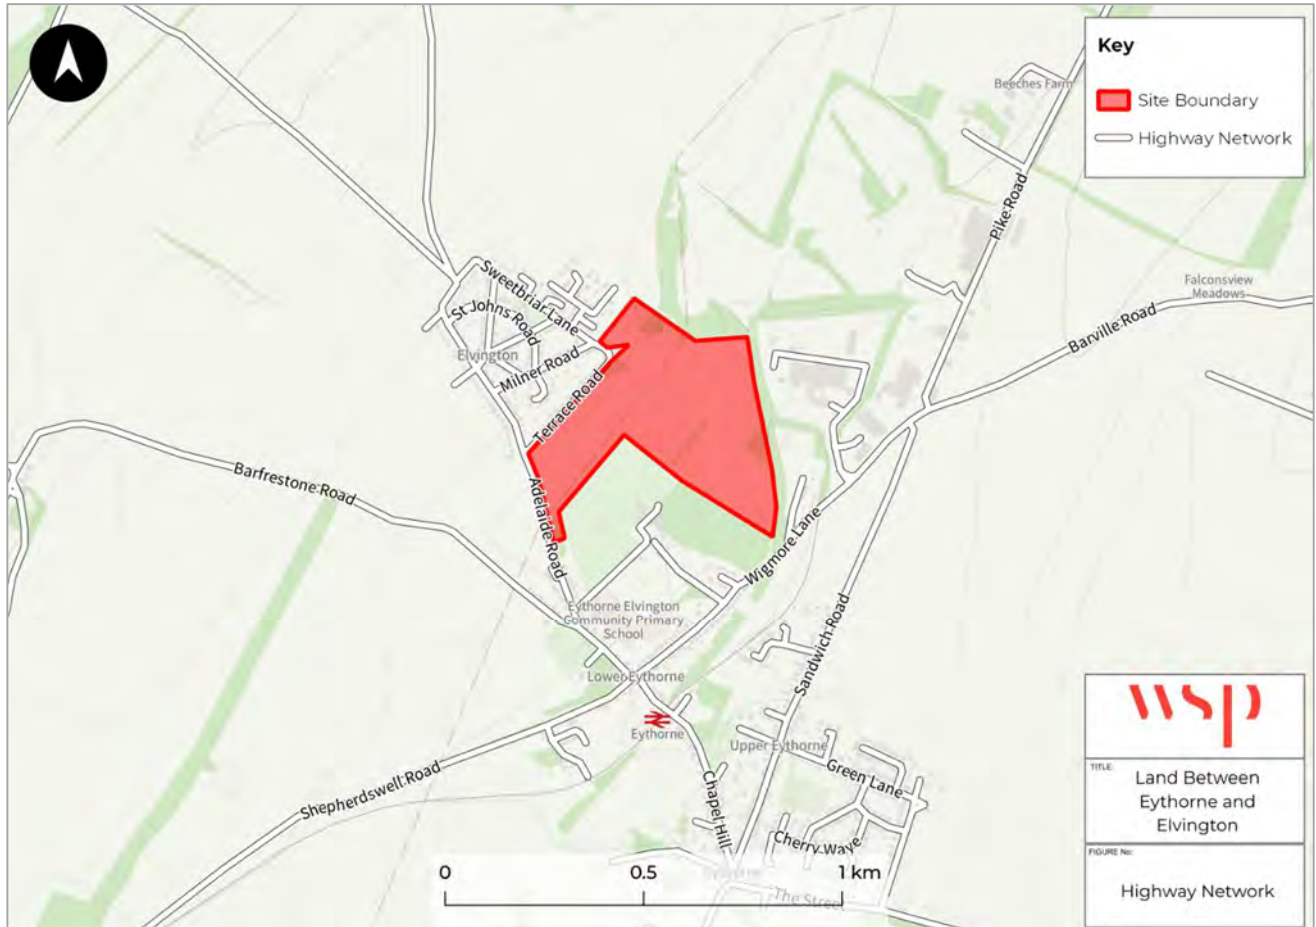 Key
Site Boundary
Highway Network
Beeches Farm
Pike Road
Falconsview
Meadows
Barville Road
Sweetbriar Lane
St Johns Road
Elvington
Milner Road
Terrace Road
Barfrestone Road
Adelaide Road
Wigmore Lane
Eythorne Elvington
Community Primary
School
Sandwich Road
Lower Eythorne
Eythorne
Upper Eythorne
Green Lane
Shepherdswell Road
Chapel Hill
Cherry Waye
0 0.5 1 km
The Street
wsp
TITLE:
Land Between
Eythorne and
Elvington
FIGURE No:
Highway Network